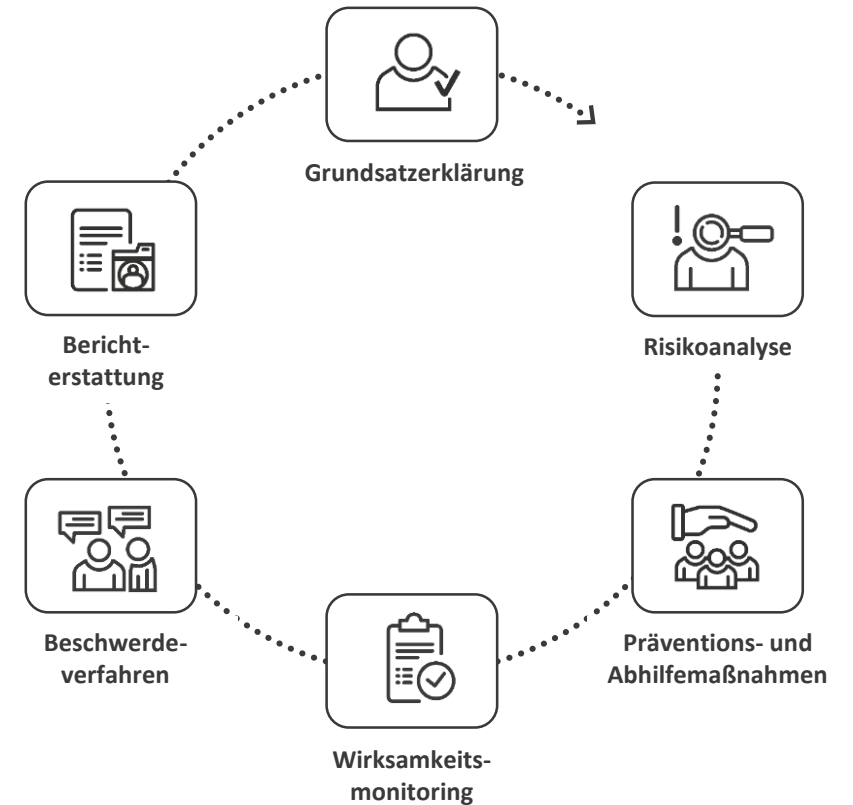 Grundsatzerklärung
Risikoanalyse
Präventions- und
Abhilfemaßnahmen
Wirksamkeits-
monitoring
Beschwerde-
verfahren
Bericht-
erstattung